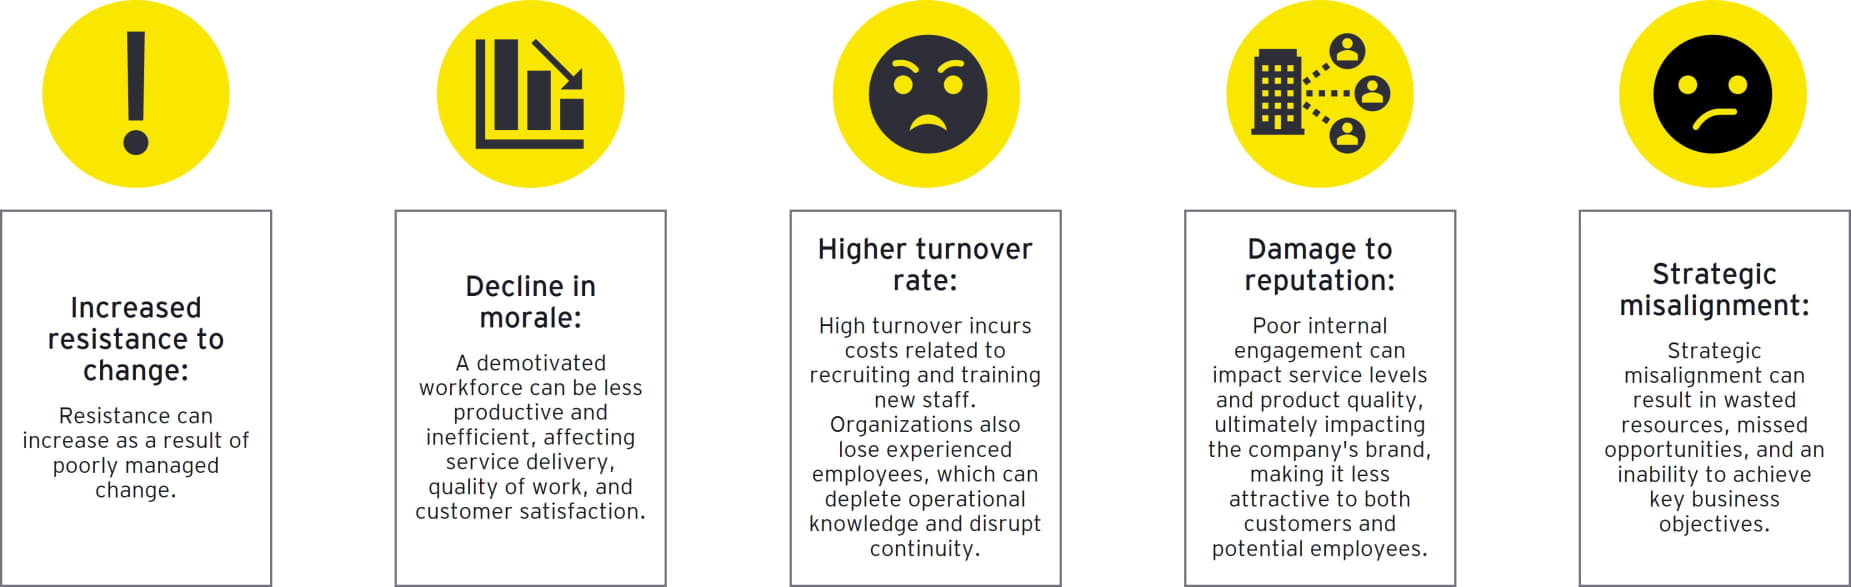 Increased
resistance to
change:
Resistance can
increase as a result of
poorly managed
change.
Decline in
morale:
A demotivated
workforce can be less
productive and
inefficient, affecting
service delivery,
quality of work, and
customer satisfaction.
Higher turnover
rate:
High turnover incurs
costs related to
recruiting and training
new staff.
Organizations also
lose experienced
employees, which can
deplete operational
knowledge and disrupt
continuity.
Damage to
reputation:
Poor internal
engagement can
impact service levels
and product quality,
ultimately impacting
the company's brand,
making it less
attractive to both
customers and
potential employees.
Strategic
misalignment:
Strategic
misalignment can
result in wasted
resources, missed
opportunities, and an
inability to achieve
key business
objectives.